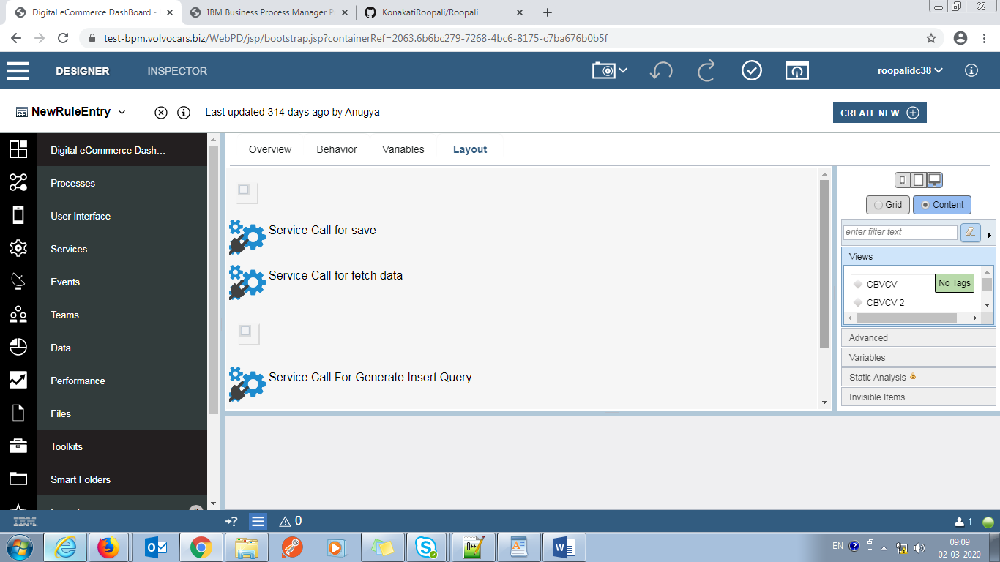 Digital eCommerce DashBoard -
IBM Business Process Manager P
KonakatiRoopali/Roopali
test-bpm.volvocars.biz/WebPD/jsp/bootstrap.jsp?containerRef=2063.6b6bc279-7268-4bc6-8175-c7ba676b0b5f
DESIGNER
INSPECTOR
roopalidc38
NewRuleEntry
Last updated 314 days ago by Anugya
CREATE NEW
Digital eCommerce Dash...
Processes
User Interface
Services
Events
Teams
Data
Performance
Files
Toolkits
Smart Folders
Overview
Behavior
Variables
Layout
Service Call for save
Service Call for fetch data
Service Call For Generate Insert Query
Grid
Content
enter filter text
Views
CBVCV
No Tags
CBVCV 2
Advanced
Variables
Static Analysis
Invisible Items
IBM
?
0
1
EN
09:09
02-03-2020